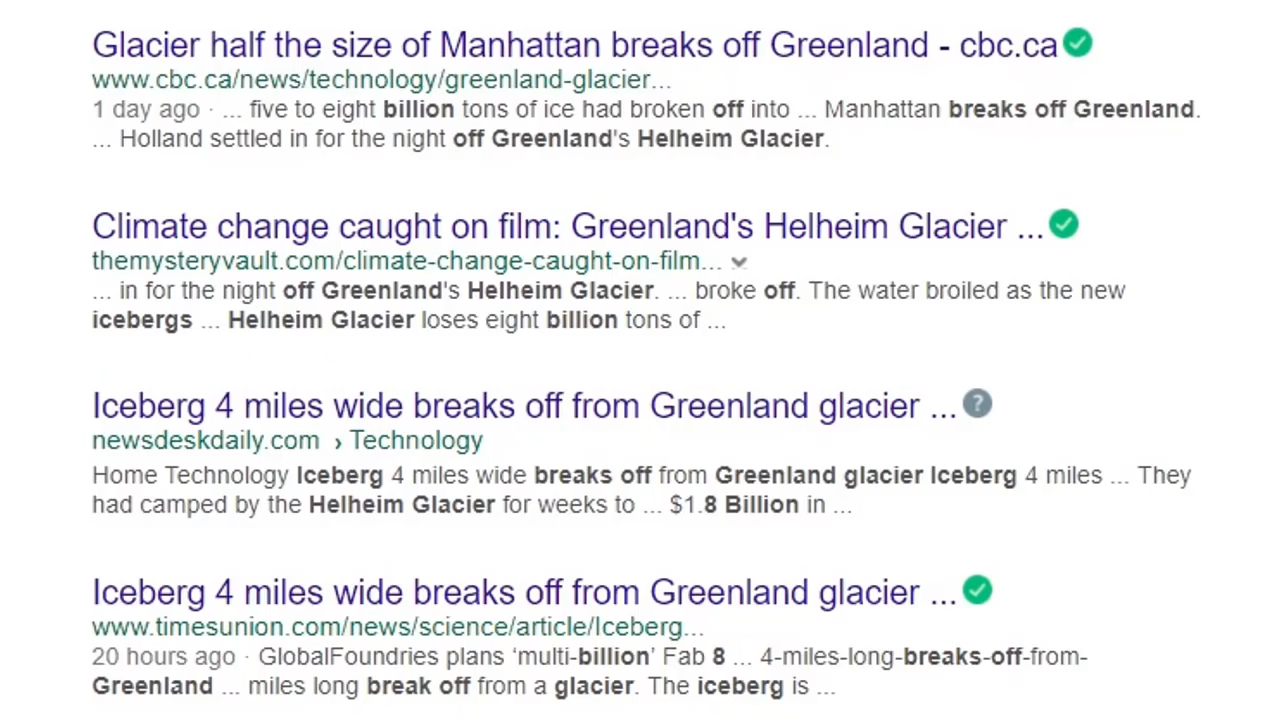 Glacier half the size of Manhattan breaks off Greenland - cbc.ca
www.cbc.ca/news/technology/greenland-glacier...
1 day ago · ... five to eight billion tons of ice had broken off into ... Manhattan breaks off Greenland.
... Holland settled in for the night off Greenland's Helheim Glacier.
Climate change caught on film: Greenland's Helheim Glacier ...
themysteryvault.com/climate-change-caught-on-film...
... in for the night off Greenland's Helheim Glacier. ... broke off. The water broiled as the new
icebergs ... Helheim Glacier loses eight billion tons of ...
Iceberg 4 miles wide breaks off from Greenland glacier ...
newsdeskdaily.com › Technology
Home Technology Iceberg 4 miles wide breaks off from Greenland glacier Iceberg 4 miles ... They
had camped by the Helheim Glacier for weeks to ... $1.8 Billion in ...
Iceberg 4 miles wide breaks off from Greenland glacier ...
www.timesunion.com/news/science/article/Iceberg...
20 hours ago · GlobalFoundries plans ‘multi-billion’ Fab 8 ... 4-miles-long-breaks-off-from-
Greenland ... miles long break off from a glacier. The iceberg is ...